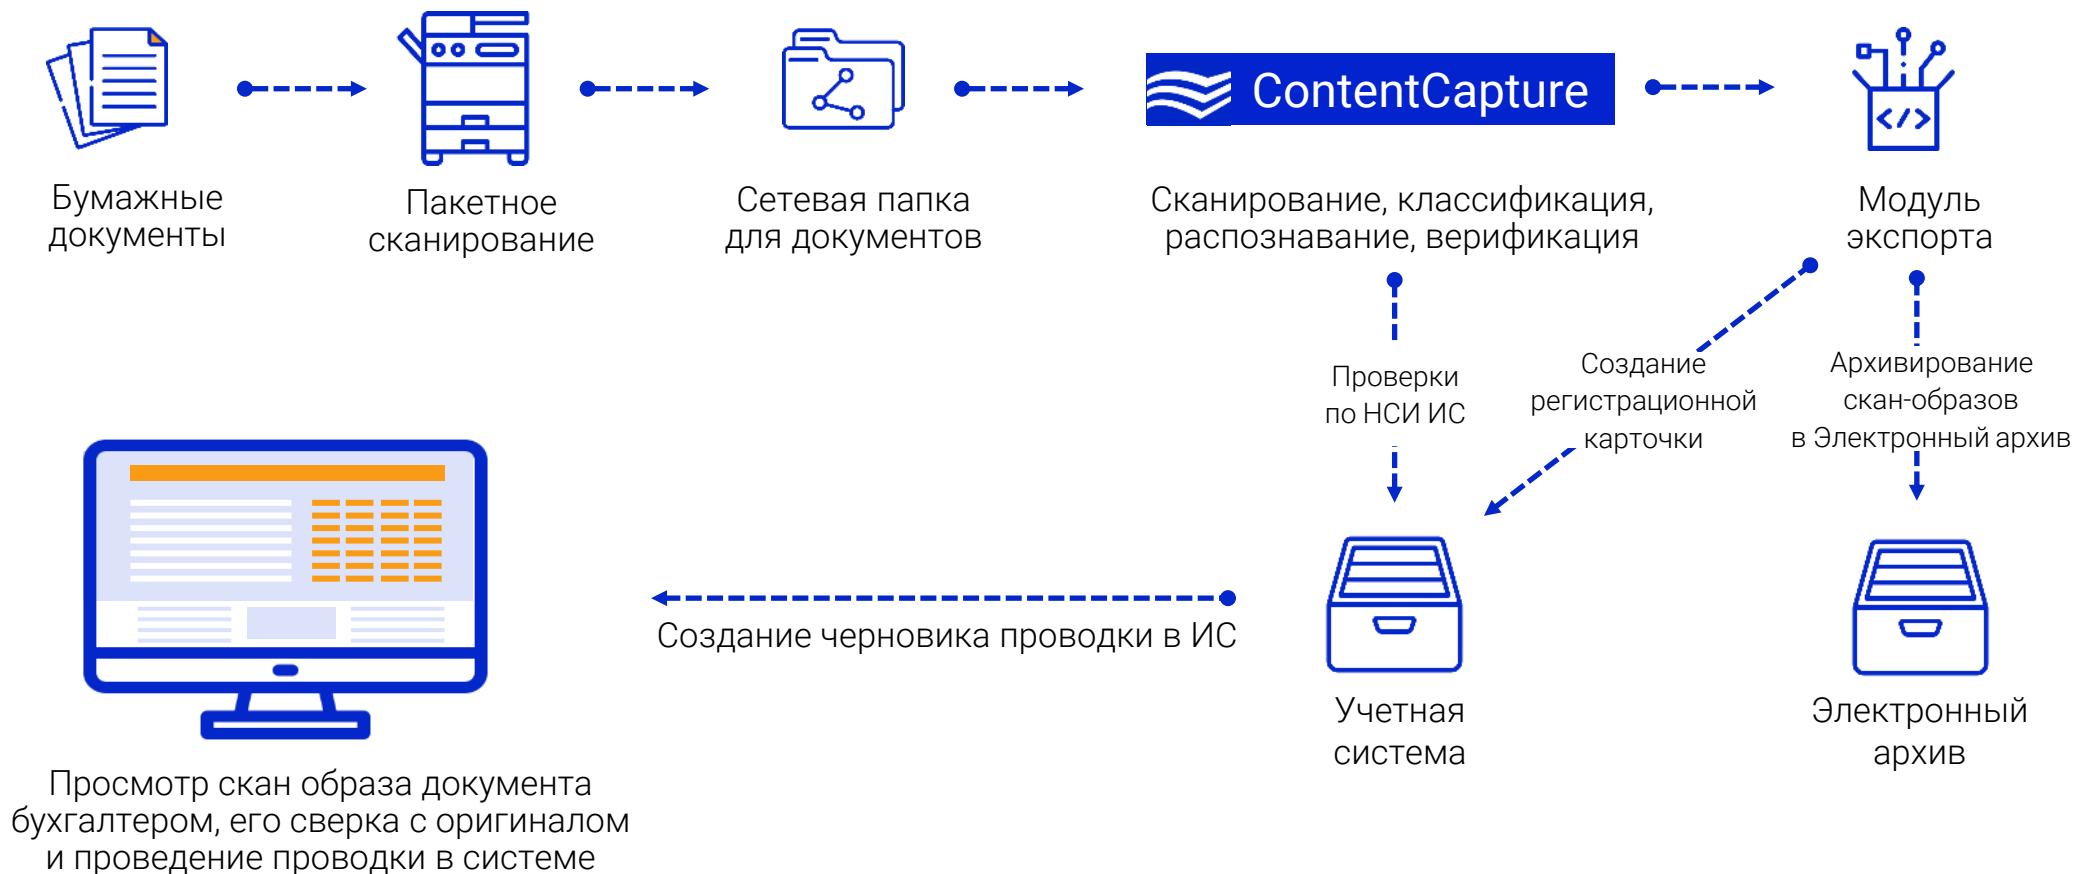 ContentCapture
</>
Бумажные
документы
Пакетное
сканирование
Сетевая папка
для документов
Сканирование, классификация,
распознавание, верификация
Модуль
экспорта
Проверки
по НСИ ИС
Создание
регистрационной
карточки
Архивирование
скан-образов
в Электронный архив
Создание черновика проводки в ИС
Учетная
система
Электронный
архив
Просмотр скан образа документа
бухгалтером, его сверка с оригиналом
и проведение проводки в системе